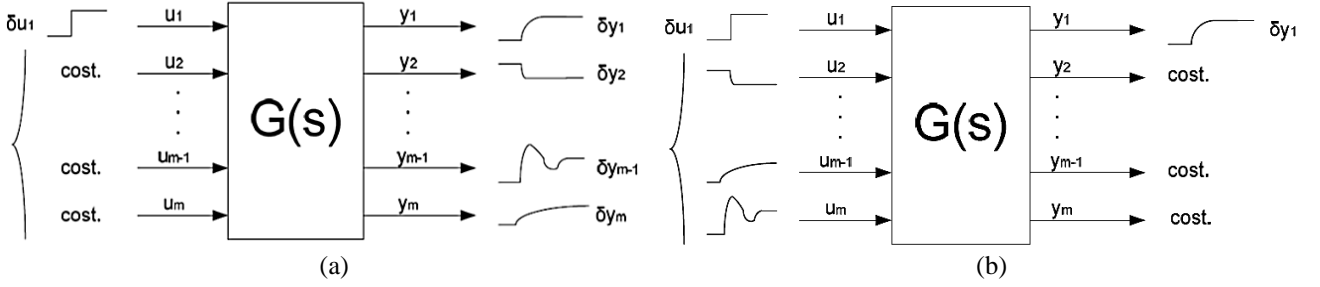 δu1 u1 y1 δy1
cost. u2 y2 δy2
G(s)
cost. um-1 ym-1 δym-1
cost. um ym δym
(a)
δu1 u1 y1 δy1
u2 y2 cost.
G(s)
um-1 ym-1 cost.
um ym cost.
(b)